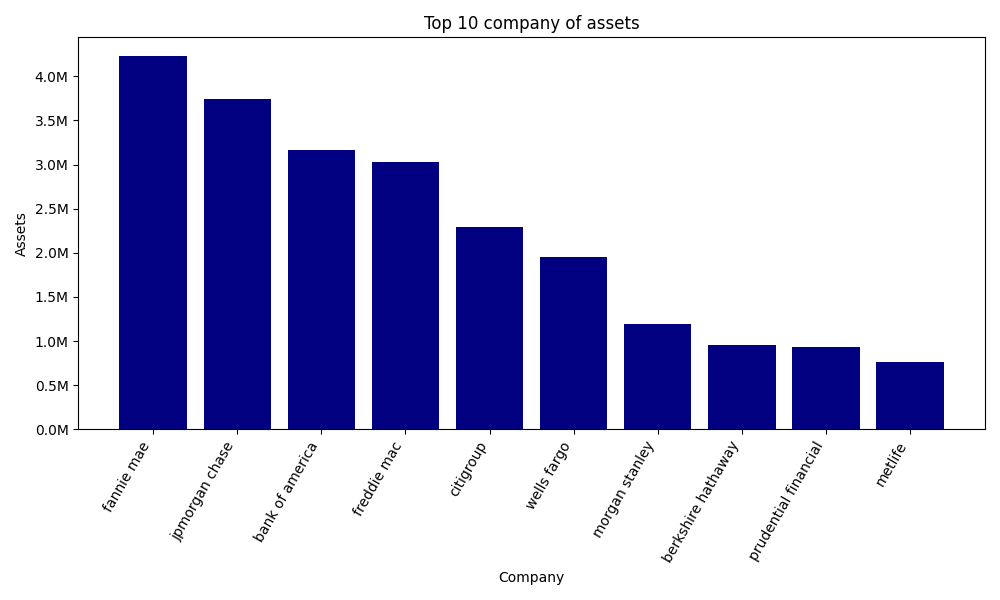 Top 10 company of assets
Assets
4.0M
3.5M
3.0M
2.5M
2.0M
1.5M
1.0M
0.5M
0.0M
fannie mae
jpmorgan chase
bank of america
freddie mac
citigroup
wells fargo
morgan stanley
berkshire hathaway
prudential financial
metlife
Company